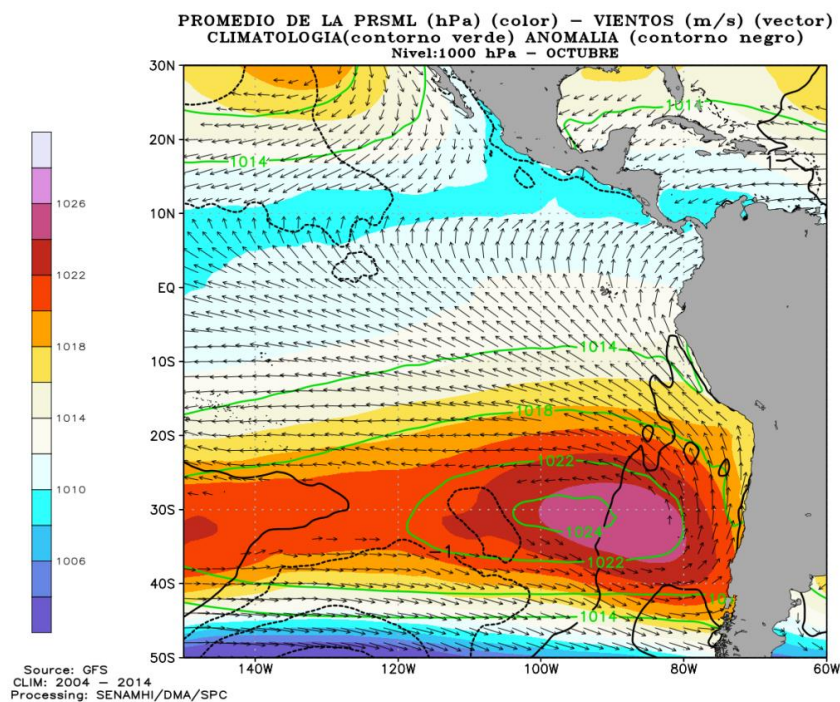 PROMEDIO DE LA PRSML (hPa) (color) – VIENTOS (m/s) (vector)
CLIMATOLOGIA(contorno verde) ANOMALIA (contorno negro)
Nivel:1000 hPa – OCTUBRE
30N
20N
10N
EQ
10S
20S
30S
40S
50S
140W
120W
100W
80W
60W
1026
1022
1018
1014
1010
1006
1014
1014
1
1014
1018
1022
1024
1022
-1
1014
Source: GFS
CLIM: 2004 – 2014
Processing: SENAMHI/DMA/SPC